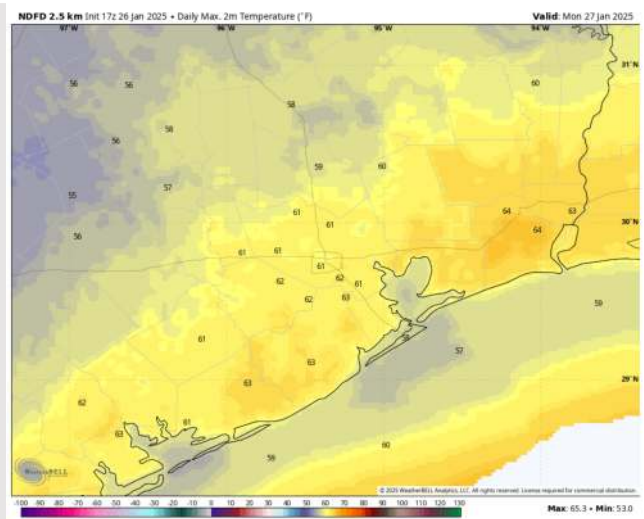 NDFD 2.5 km Init 17z 26 Jan 2025 • Daily Max. 2m Temperature (°F)
Valid: Mon 27 Jan 2025
97°W 96°W 95°W 94°W
31°N
56 56 58 60
56 58
59 60
57
55
61 64 63
30°N
56 61 64
61 61
61
62 62 61
62 63
59
61
57
63
29°N
63
62
63 61
59 60
WeatherBELL
© 2025 WeatherBELL Analytics, LLC. All rights reserved. License required for commercial distribution.
-100 -90 -80 -70 -60 -50 -40 -30 -20 -10 0 10 20 30 40 50 60 70 80 90 100 110 120 130
Max: 65.3 • Min: 53.0